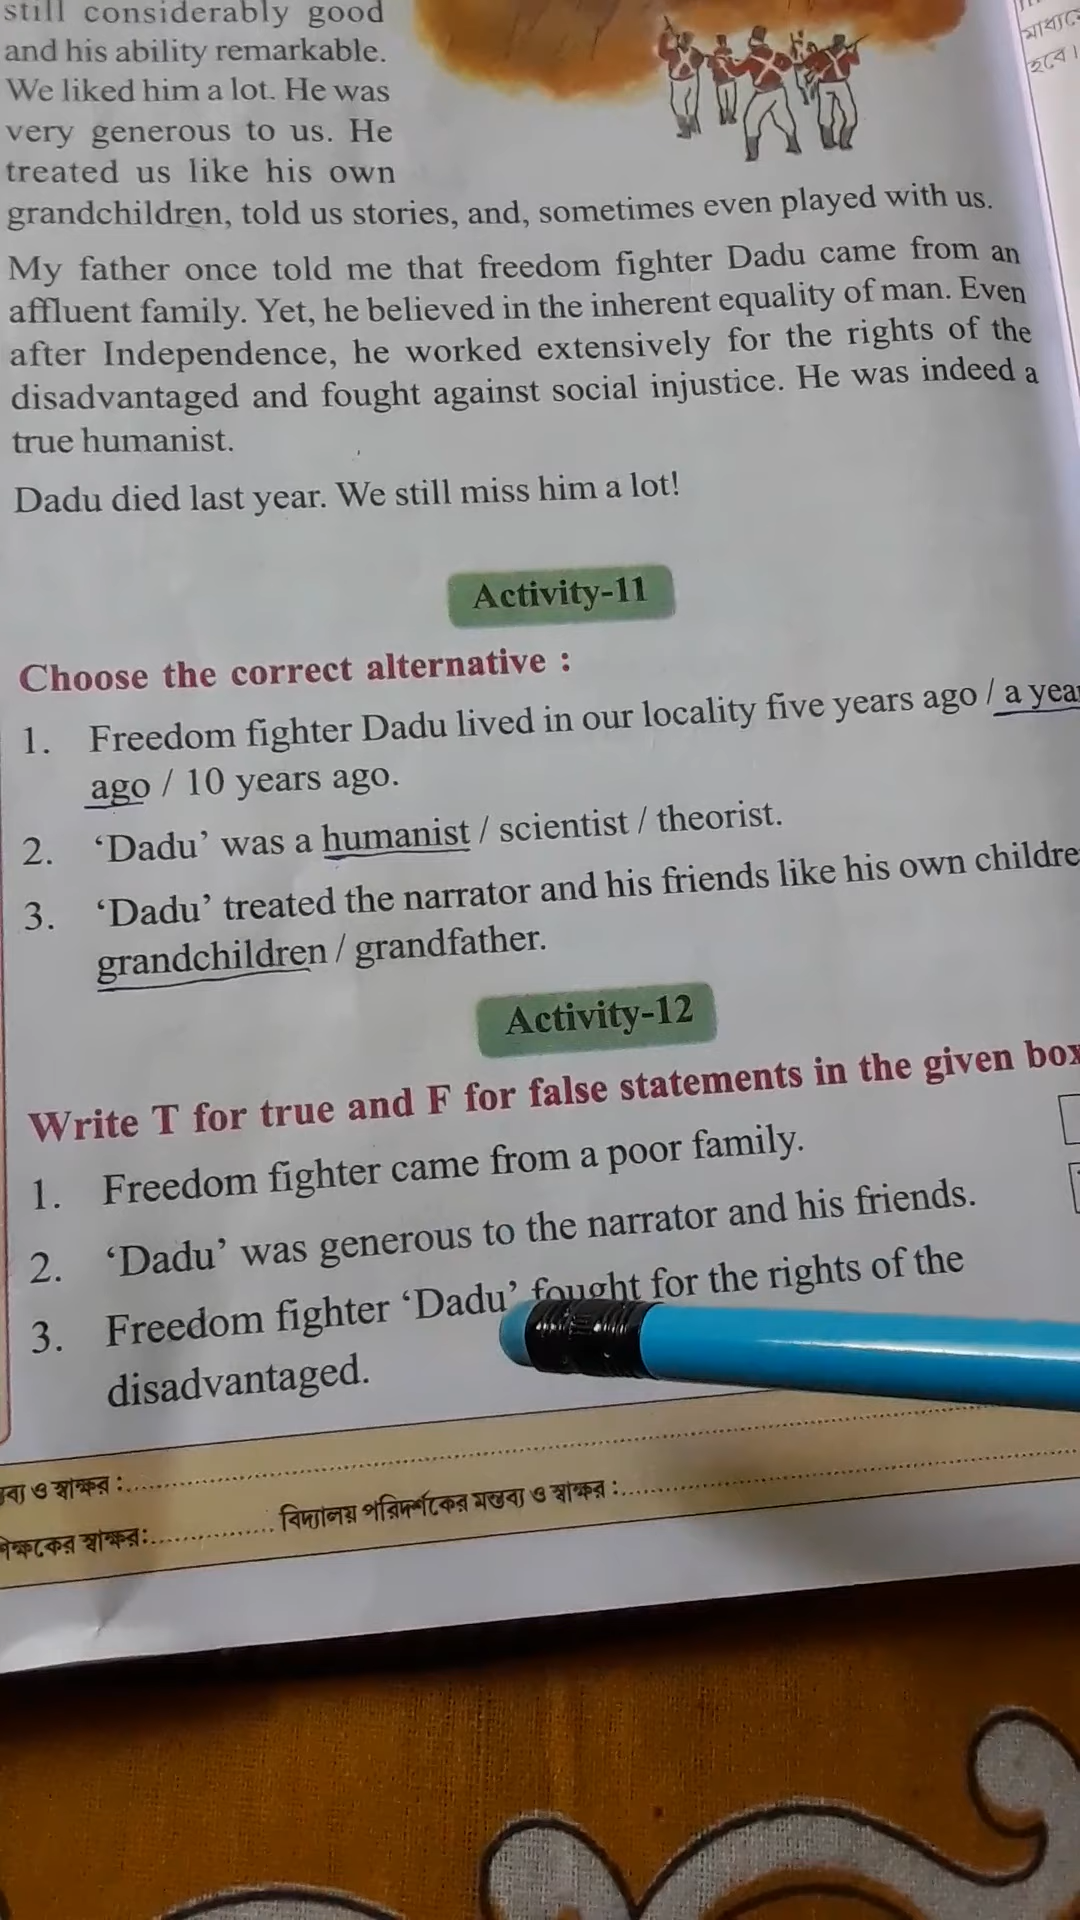 still considerably good
and his ability remarkable.
We liked him a lot. He was
very generous to us. He
treated us like his own
grandchildren, told us stories, and, sometimes even played with us.
My father once told me that freedom fighter Dadu came from an
affluent family. Yet, he believed in the inherent equality of man. Even
after Independence, he worked extensively for the rights of the
disadvantaged and fought against social injustice. He was indeed a
true humanist.
Dadu died last year. We still miss him a lot!
Activity-11
Choose the correct alternative :
1. Freedom fighter Dadu lived in our locality five years ago / a year
ago / 10 years ago.
2. ‘Dadu’ was a humanist / scientist / theorist.
3. ‘Dadu’ treated the narrator and his friends like his own childre
grandchildren / grandfather.
Activity-12
Write T for true and F for false statements in the given box
1. Freedom fighter came from a poor family.
2. ‘Dadu’ was generous to the narrator and his friends.
3. Freedom fighter ‘Dadu’ fought for the rights of the
disadvantaged.
ও স্বাক্ষর :
স্বাক্ষর: বিদ্যালয় পরিদর্শকের মন্তব্য ও স্বাক্ষর :
হবে।